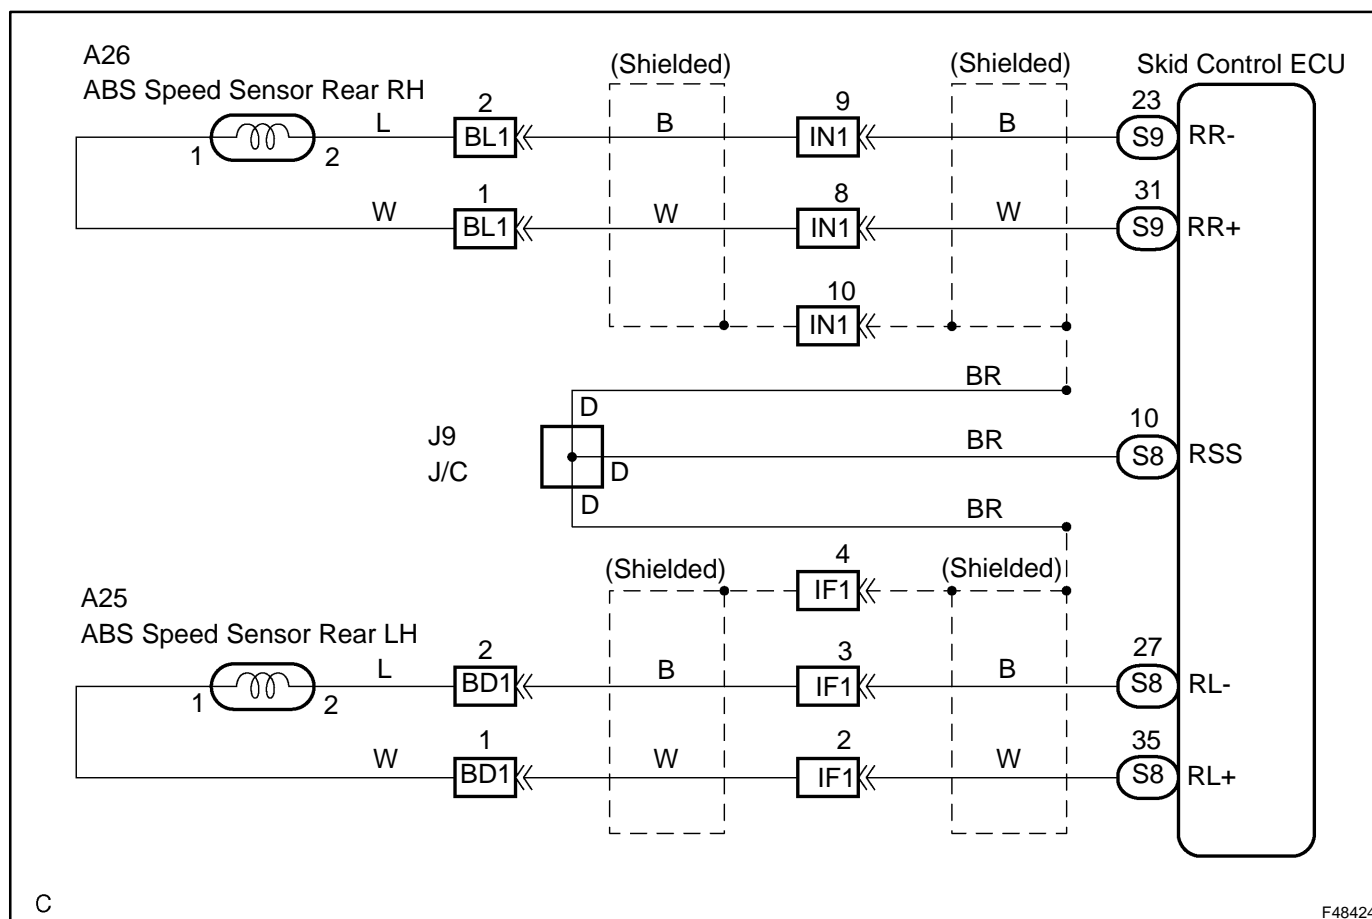 A26
ABS Speed Sensor Rear RH
(Shielded)
(Shielded)
Skid Control ECU
1
2
L
2
BL1
B
9
IN1
B
23
S9
RR-
W
1
BL1
W
8
IN1
W
31
S9
RR+
10
IN1
BR
D
J9
J/C
D
BR
10
S8
RSS
D
BR
(Shielded)
4
IF1
(Shielded)
A25
ABS Speed Sensor Rear LH
1
2
L
2
BD1
B
3
IF1
B
27
S8
RL-
W
1
BD1
W
2
IF1
W
35
S8
RL+
C
F48424